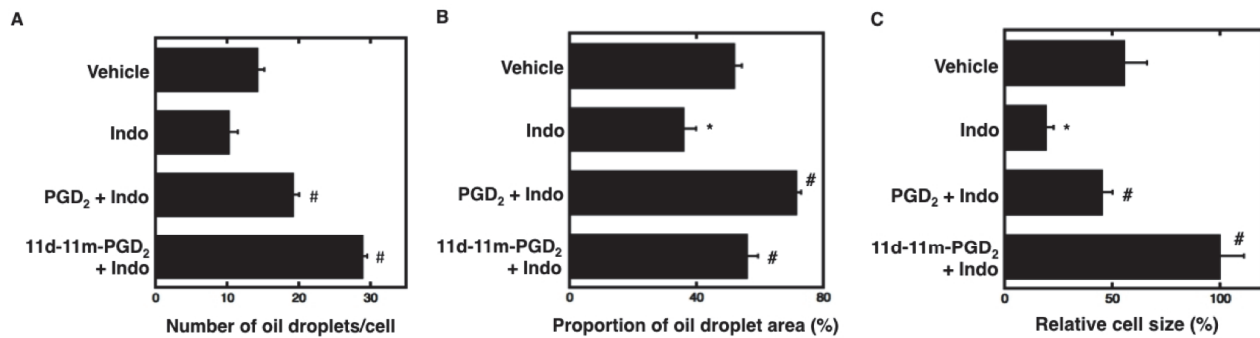 A
Vehicle
Indo
PGD₂ + Indo
#
11d-11m-PGD₂
+ Indo
#
0 10 20 30
Number of oil droplets/cell
B
Vehicle
Indo
*
PGD₂ + Indo
#
11d-11m-PGD₂
+ Indo
#
0 40 80
Proportion of oil droplet area (%)
C
Vehicle
Indo
*
PGD₂ + Indo
#
11d-11m-PGD₂
+ Indo
#
0 50 100
Relative cell size (%)